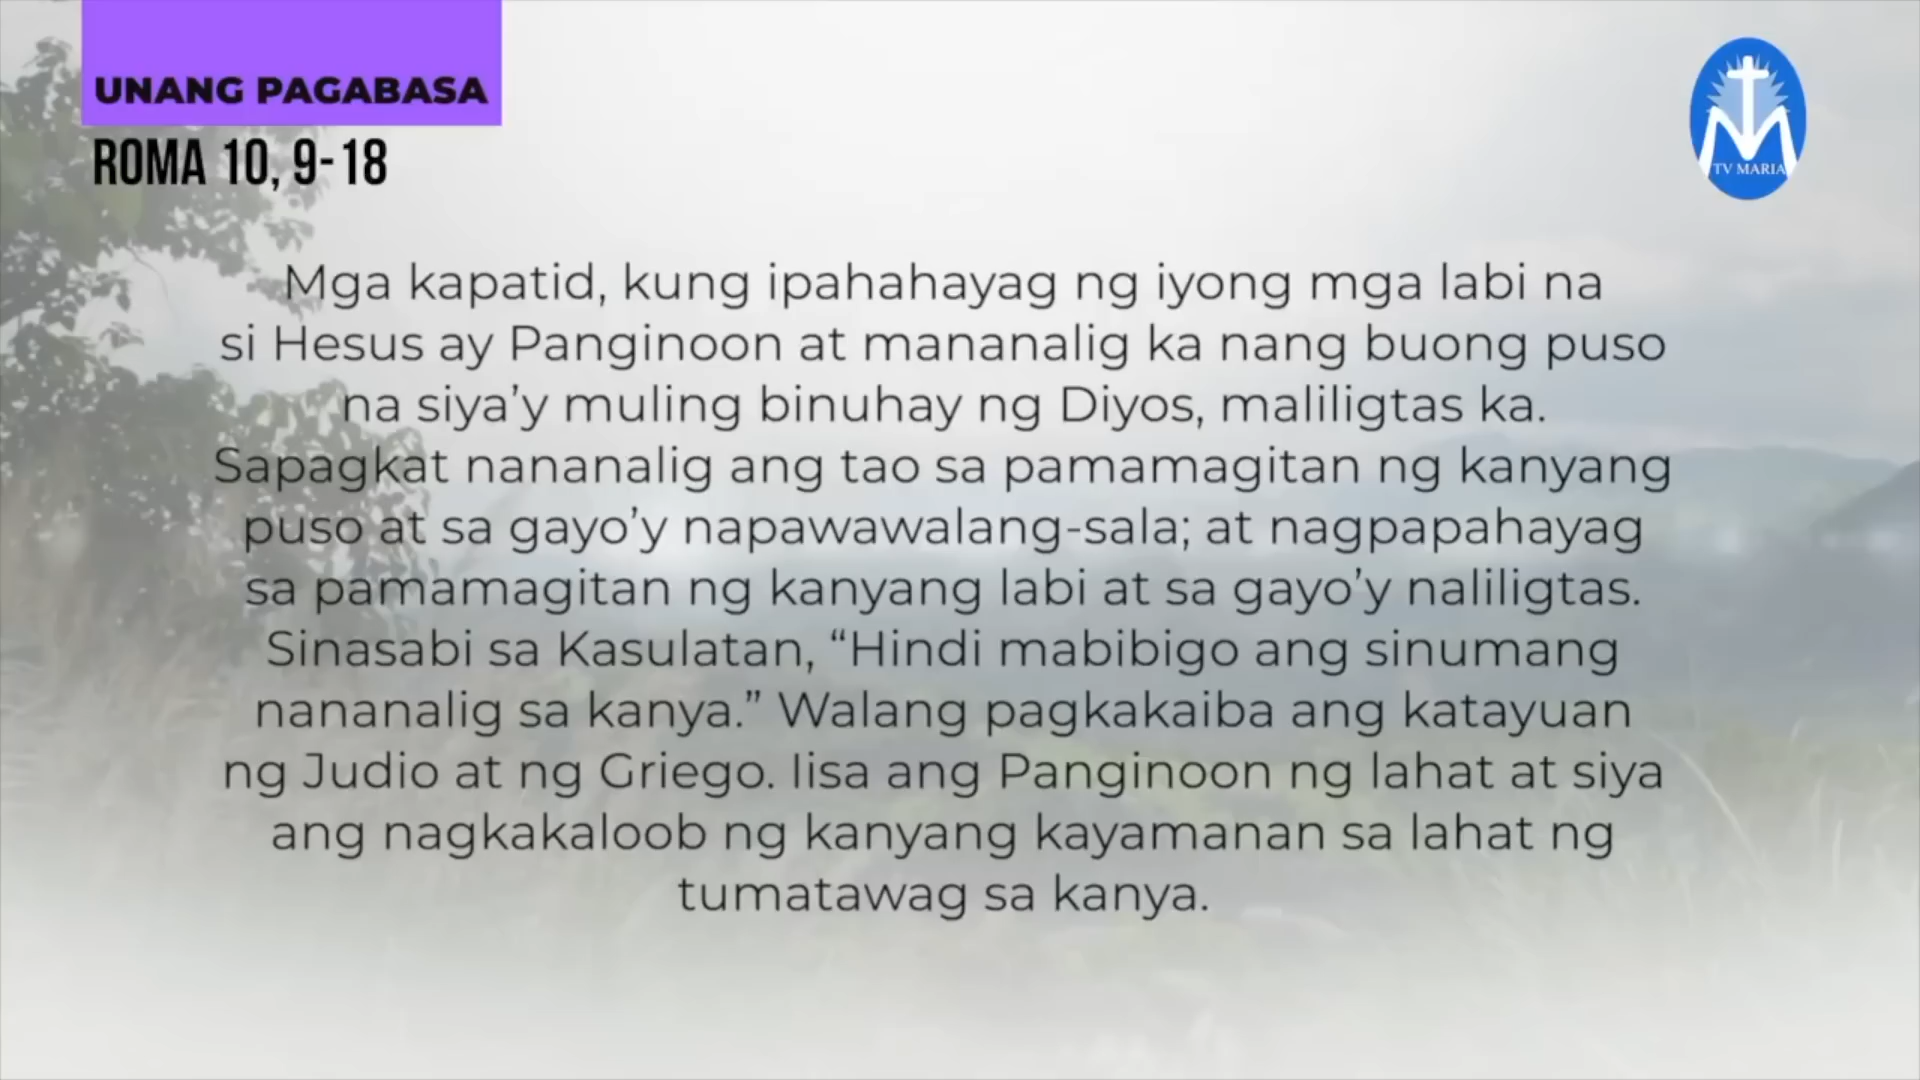 UNANG PAGABASA
ROMA 10, 9-18
TV MARIA
Mga kapatid, kung ipahahayag ng iyong mga labi na
si Hesus ay Panginoon at mananalig ka nang buong puso
na siya’y muling binuhay ng Diyos, maliligtas ka.
Sapagkat nananalig ang tao sa pamamagitan ng kanyang
puso at sa gayo’y napawawalang-sala; at nagpapahayag
sa pamamagitan ng kanyang labi at sa gayo’y naliligtas.
Sinasabi sa Kasulatan, “Hindi mabibigo ang sinumang
nananalig sa kanya.” Walang pagkakaiba ang katayuan
ng Judio at ng Griego. Iisa ang Panginoon ng lahat at siya
ang nagkakaloob ng kanyang kayamanan sa lahat ng
tumatawag sa kanya.